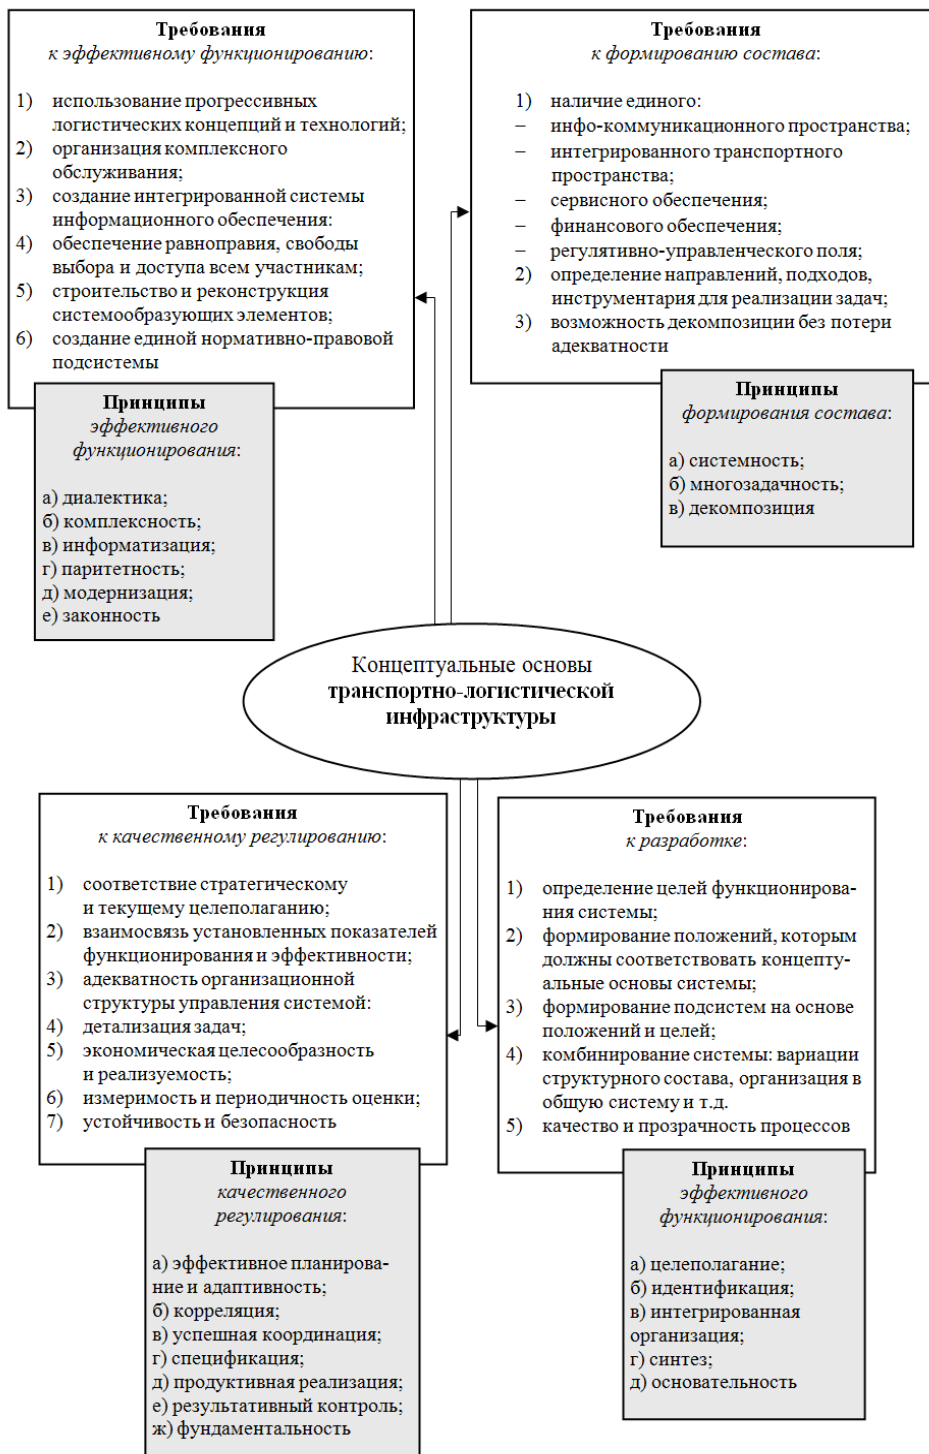 Требования
к эффективному функционированию:
1) использование прогрессивных
логистических концепций и технологий;
2) организация комплексного
обслуживания;
3) создание интегрированной системы
информационного обеспечения:
4) обеспечение равноправия, свободы
выбора и доступа всем участникам;
5) строительство и реконструкция
системообразующих элементов;
6) создание единой нормативно-правовой
подсистемы
Принципы
эффективного
функционирования:
а) диалектика;
б) комплексность;
в) информатизация;
г) паритетность;
д) модернизация;
е) законность
Требования
к формированию состава:
1) наличие единого:
– инфо-коммуникационного пространства;
– интегрированного транспортного
пространства;
– сервисного обеспечения;
– финансового обеспечения;
– регулятивно-управленческого поля;
2) определение направлений, подходов,
инструментария для реализации задач;
3) возможность декомпозиции без потери
адекватности
Принципы
формирования состава:
а) системность;
б) многозадачность;
в) декомпозиция
Концептуальные основы
транспортно-логистической
инфраструктуры
Требования
к качественному регулированию:
1) соответствие стратегическому
и текущему целеполаганию;
2) взаимосвязь установленных показателей
функционирования и эффективности;
3) адекватность организационной
структуры управления системой:
4) детализация задач;
5) экономическая целесообразность
и реализуемость;
6) измеримость и периодичность оценки;
7) устойчивость и безопасность
Принципы
качественного
регулирования:
а) эффективное планирова-
ние и адаптивность;
б) корреляция;
в) успешная координация;
г) спецификация;
д) продуктивная реализация;
е) результативный контроль;
ж) фундаментальность
Требования
к разработке:
1) определение целей функционирова-
ния системы;
2) формирование положений, которым
должны соответствовать концепту-
альные основы системы;
3) формирование подсистем на основе
положений и целей;
4) комбинирование системы: вариации
структурного состава, организация в
общую систему и т.д.
5) качество и прозрачность процессов
Принципы
эффективного
функционирования:
а) целеполагание;
б) идентификация;
в) интегрированная
организация;
г) синтез;
д) основательность